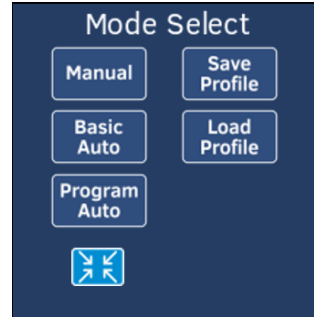 Mode Select
Manual
Save
Profile
Basic
Auto
Load
Profile
Program
Auto